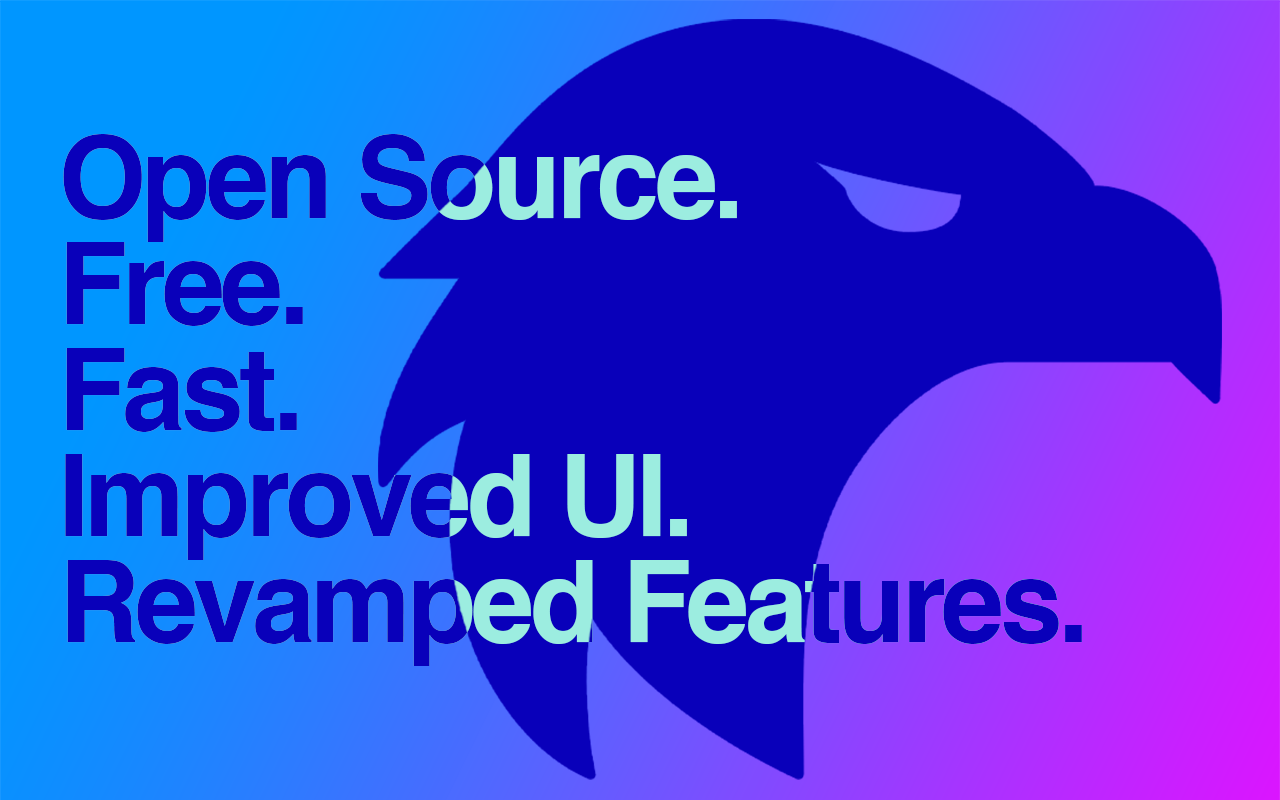 Open Source.
Free.
Fast.
Improved UI.
Revamped Features.